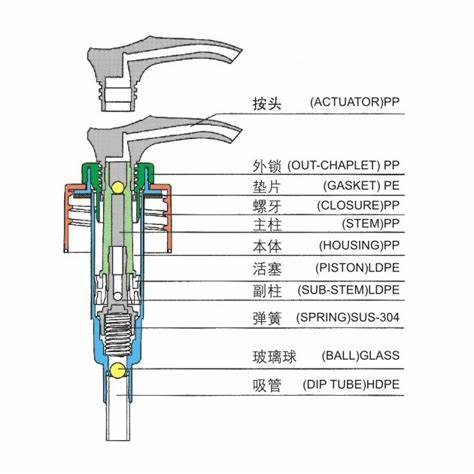 按头 (ACTUATOR)PP
外锁 (OUT-CHAPLET) PP
垫片 (GASKET) PE
螺牙 (CLOSURE)PP
主柱 (STEM)PP
本体 (HOUSING)PP
活塞 (PISTON)LDPE
副柱 (SUB-STEM)LDPE
弹簧 (SPRING)SUS-304
玻璃球 (BALL)GLASS
吸管 (DIP TUBE)HDPE